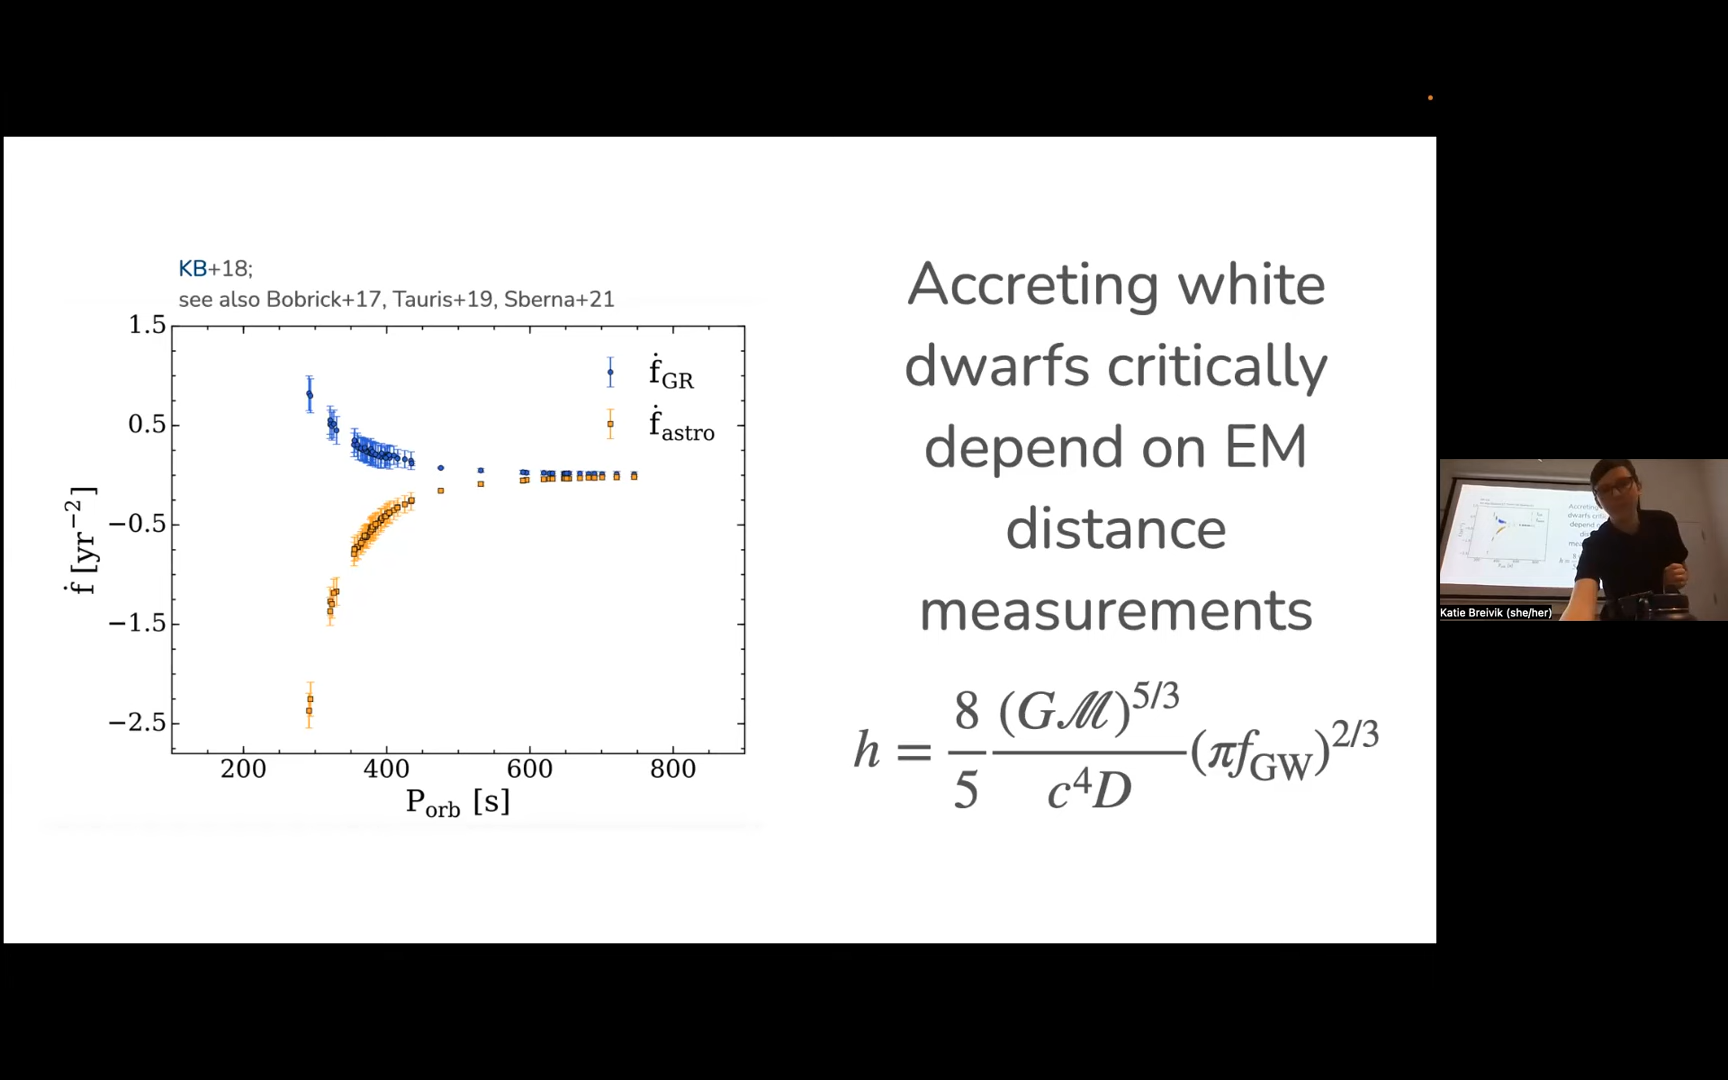 KB+18;
see also Bobrick+17, Tauris+19, Sberna+21
1.5
0.5
−0.5
−1.5
−2.5
ḟ [yr⁻²]
ḟ_GR
ḟ_astro
200 400 600 800
P_orb [s]
Accreting white
dwarfs critically
depend on EM
distance
measurements
h = 8/5 (Gℳ)^5/3 / c⁴D (πf_GW)^2/3
Katie Breivik (she/her)